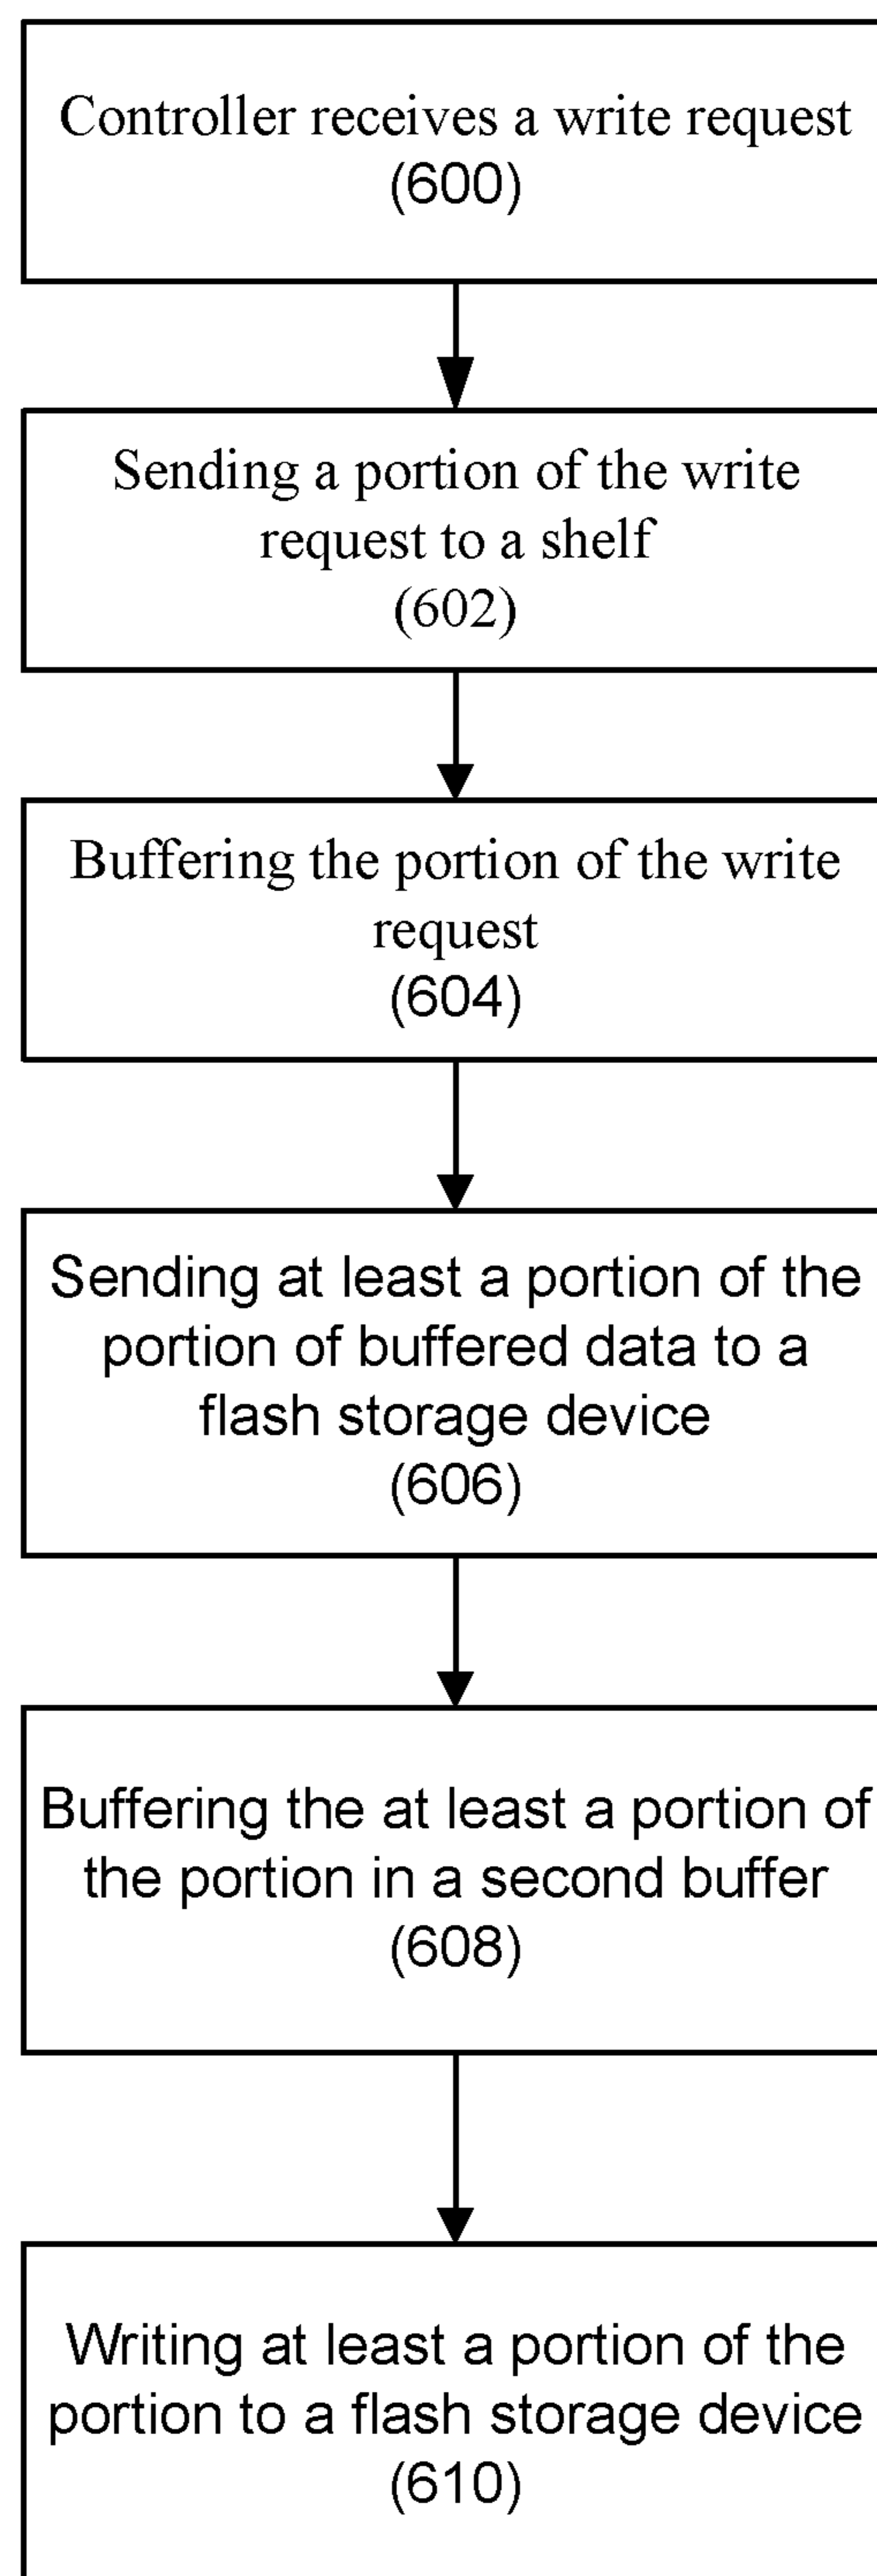 Controller receives a write request
(600)
Sending a portion of the write
request to a shelf
(602)
Buffering the portion of the write
request
(604)
Sending at least a portion of the
portion of buffered data to a
flash storage device
(606)
Buffering the at least a portion of
the portion in a second buffer
(608)
Writing at least a portion of the
portion to a flash storage device
(610)